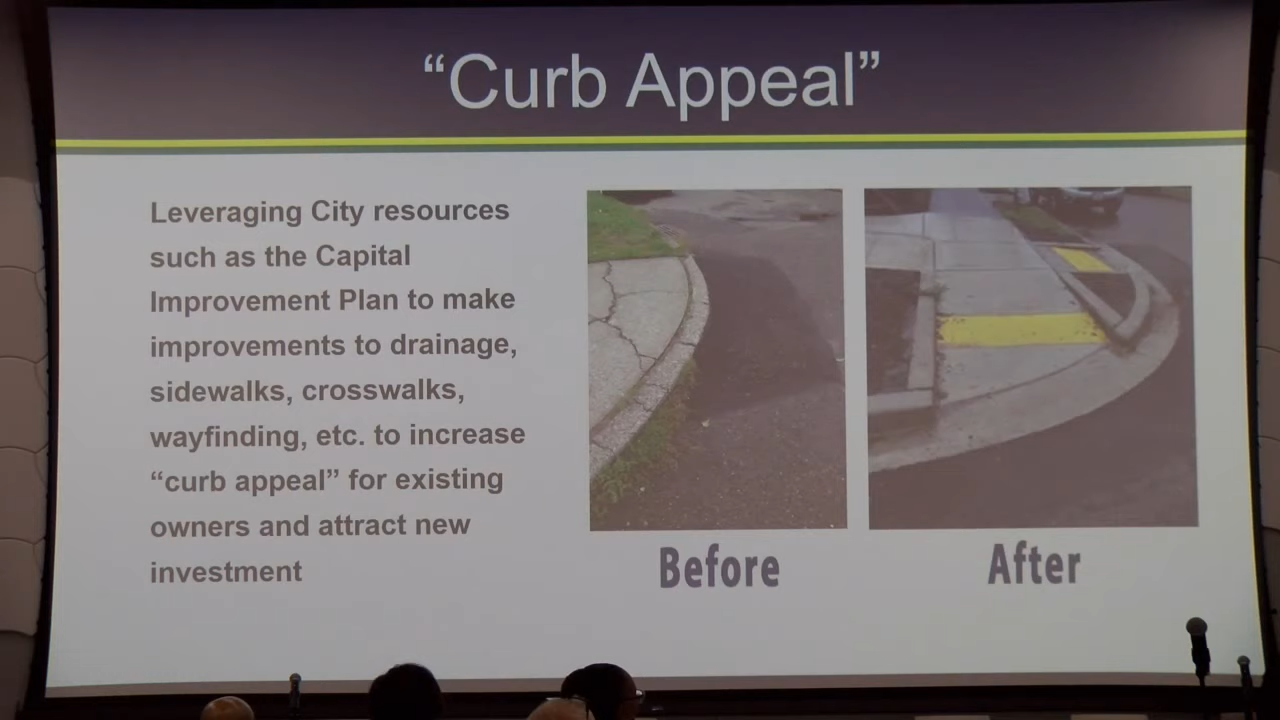 “Curb Appeal”
Leveraging City resources
such as the Capital
Improvement Plan to make
improvements to drainage,
sidewalks, crosswalks,
wayfinding, etc. to increase
“curb appeal” for existing
owners and attract new
investment
Before
After